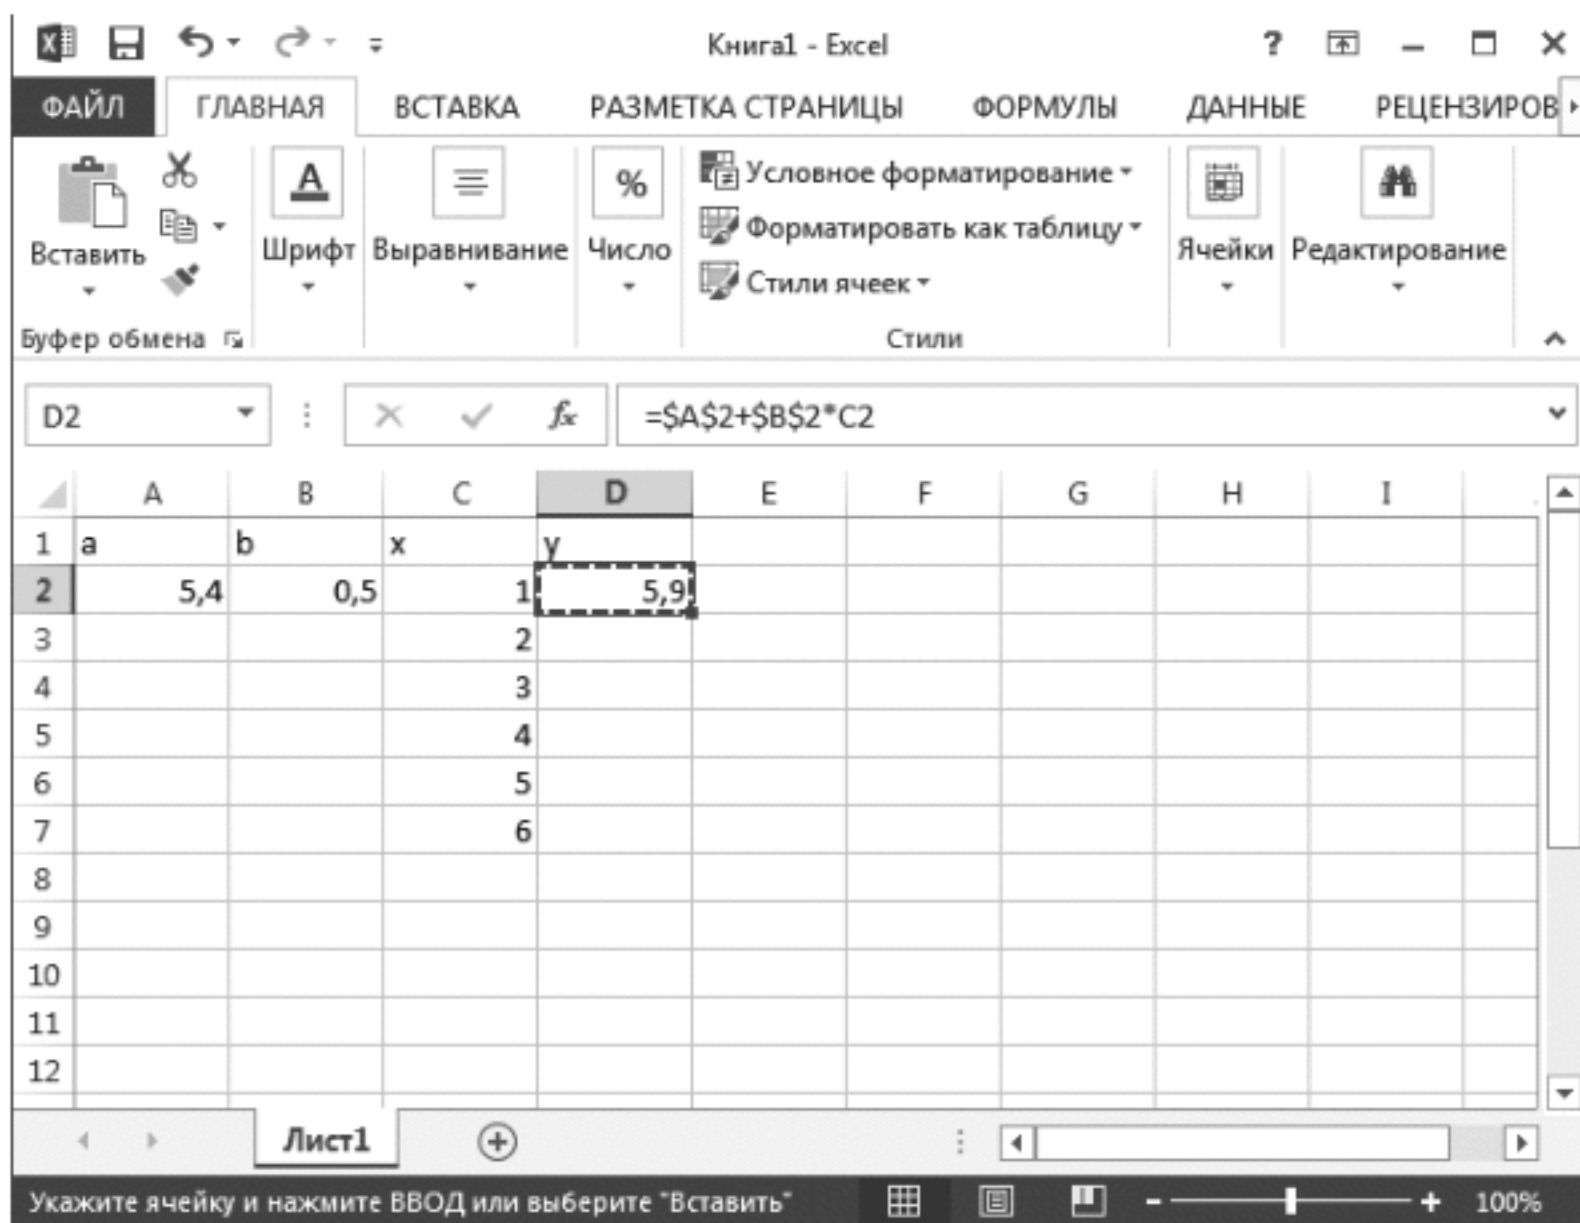 Книга1 - Excel
?
ФАЙЛ ГЛАВНАЯ ВСТАВКА РАЗМЕТКА СТРАНИЦЫ ФОРМУЛЫ ДАННЫЕ РЕЦЕНЗИРОВ
Вставить
Шрифт
Выравнивание
%
Число
Условное форматирование
Форматировать как таблицу
Стили ячеек
Ячейки
Редактирование
Буфер обмена
Стили
D2 fx =$A$2+$B$2*C2
A B C D E F G H I
1 a b x y
2 5,4 0,5 1 5,9
3 2
4 3
5 4
6 5
7 6
8
9
10
11
12
Лист1
Укажите ячейку и нажмите ВВОД или выберите "Вставить" 100%